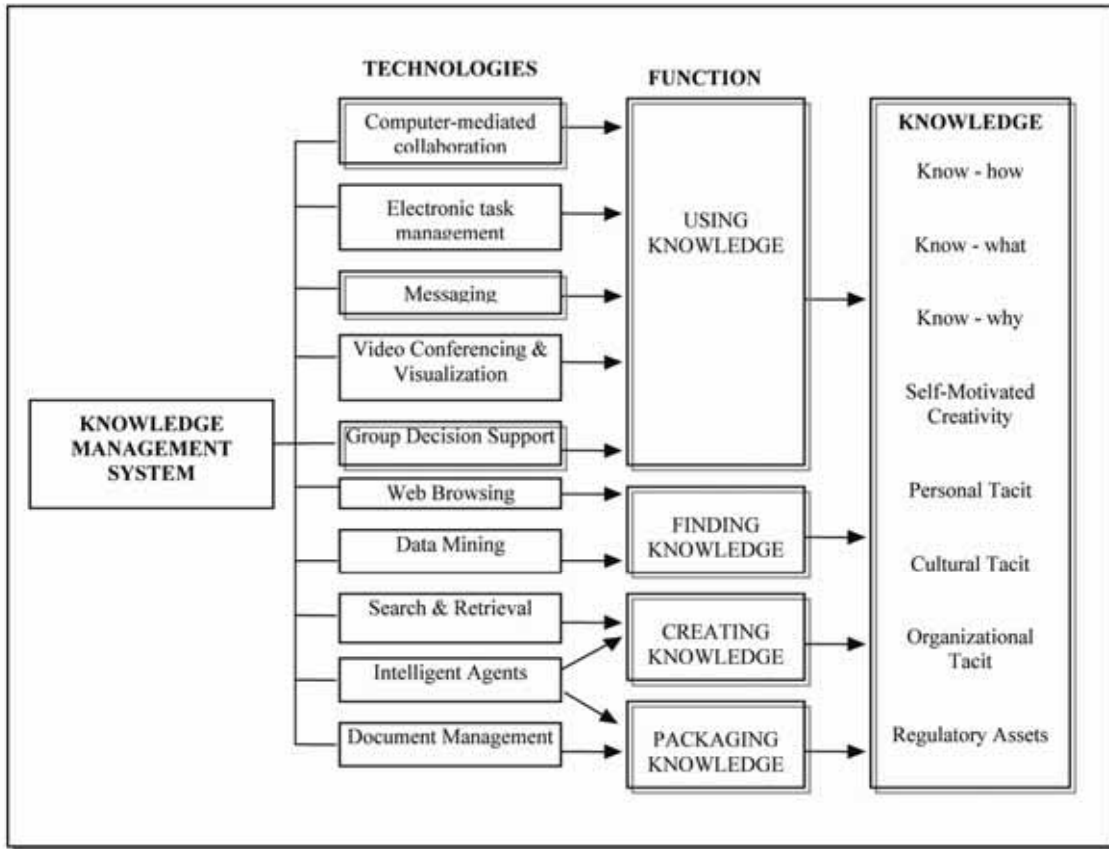 TECHNOLOGIES
FUNCTION
Computer-mediated
collaboration
Electronic task
management
Messaging
Video Conferencing &
Visualization
Group Decision Support
Web Browsing
Data Mining
Search & Retrieval
Intelligent Agents
Document Management
KNOWLEDGE
MANAGEMENT
SYSTEM
USING
KNOWLEDGE
FINDING
KNOWLEDGE
CREATING
KNOWLEDGE
PACKAGING
KNOWLEDGE
KNOWLEDGE
Know - how
Know - what
Know - why
Self-Motivated
Creativity
Personal Tacit
Cultural Tacit
Organizational
Tacit
Regulatory Assets